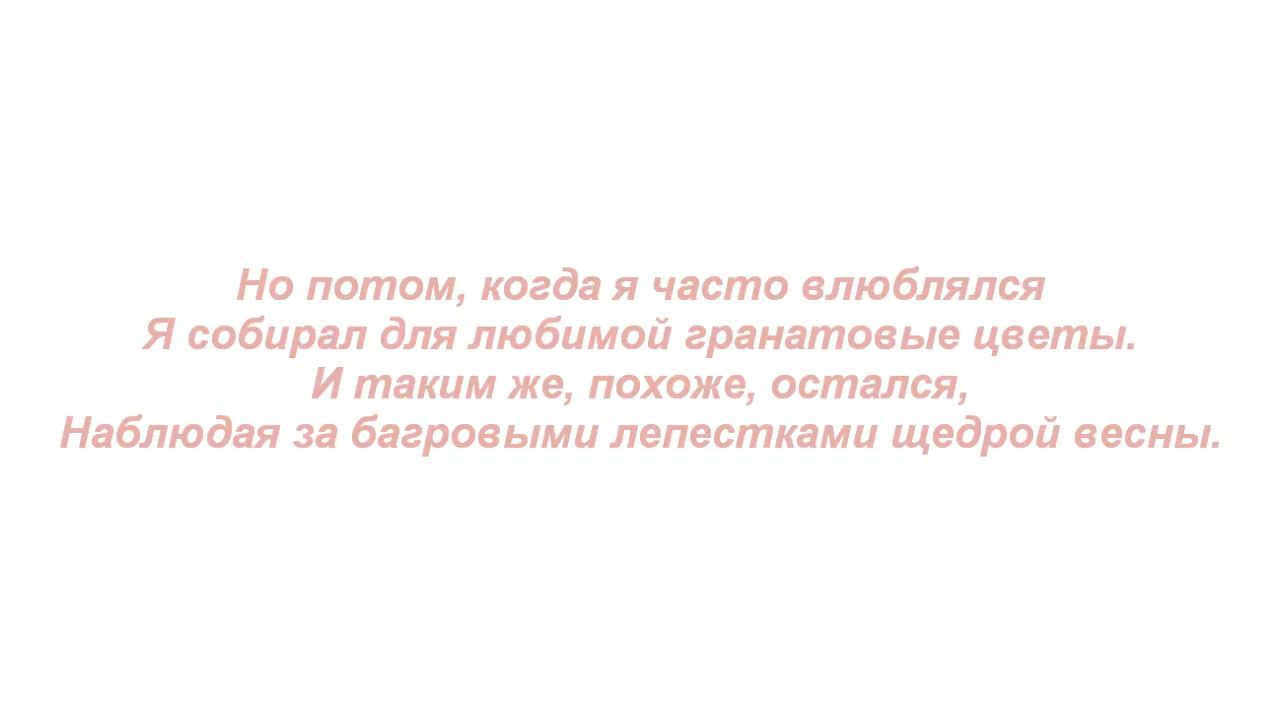 Но потом, когда я часто влюблялся
Я собирал для любимой гранатовые цветы.
И таким же, похоже, остался,
Наблюдая за багровыми лепестками щедрой весны.